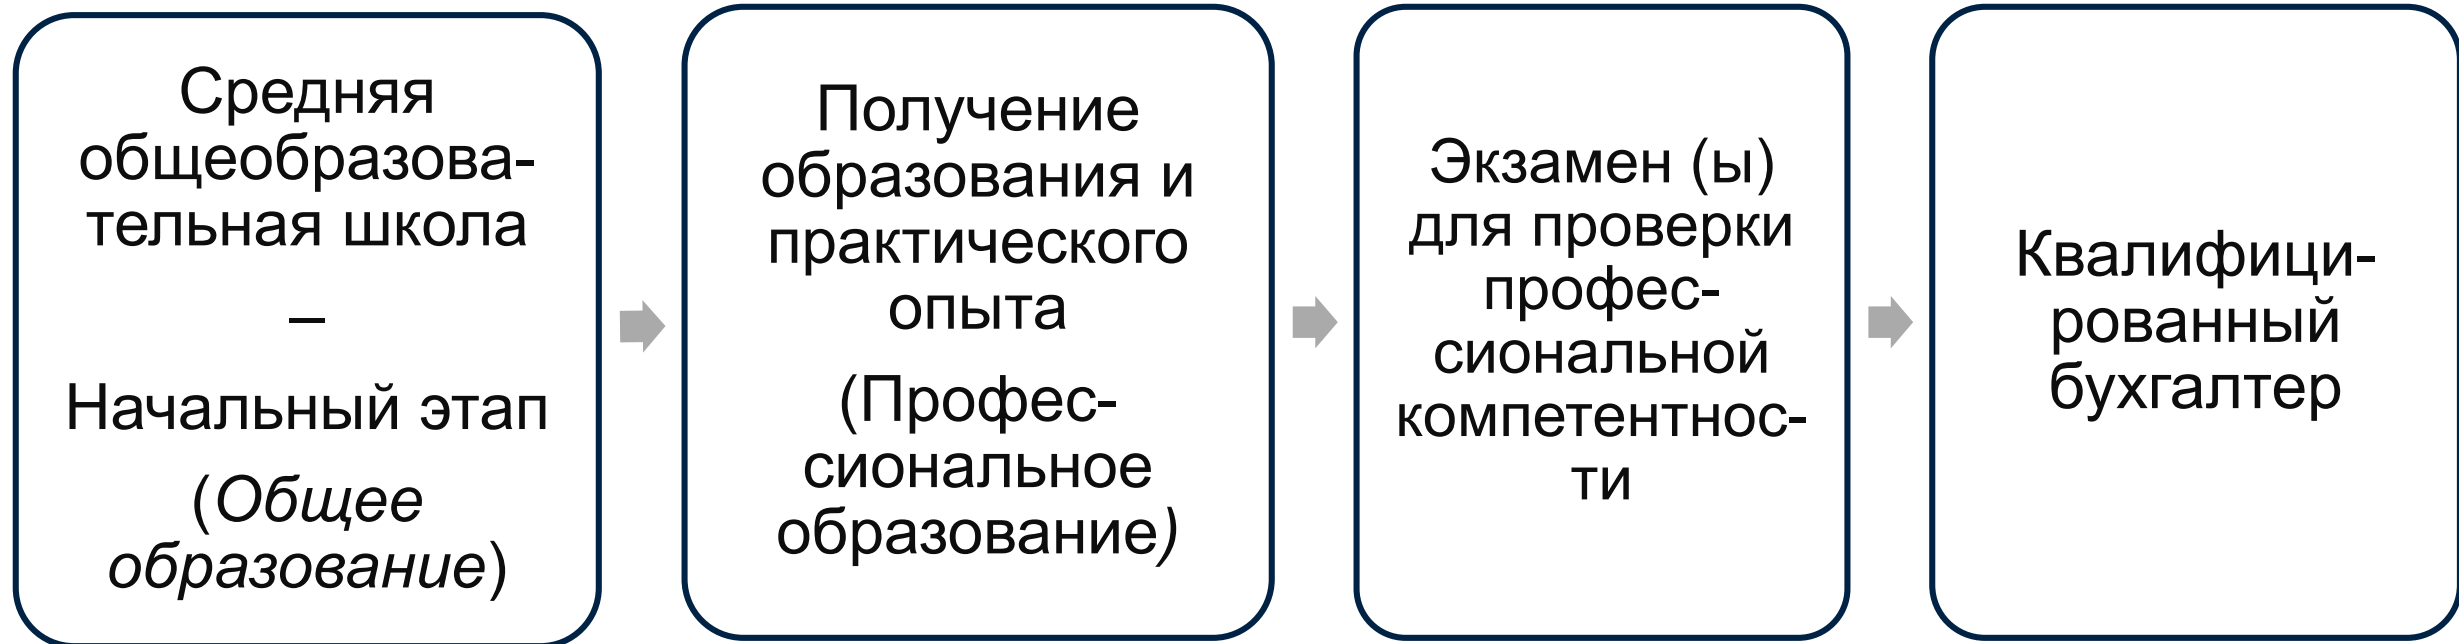 Средняя
общеобразова-
тельная школа
–
Начальный этап
(Общее
образование)
Получение
образования и
практического
опыта
(Профес-
сиональное
образование)
Экзамен (ы)
для проверки
профес-
сиональной
компетентнос-
ти
Квалифици-
рованный
бухгалтер